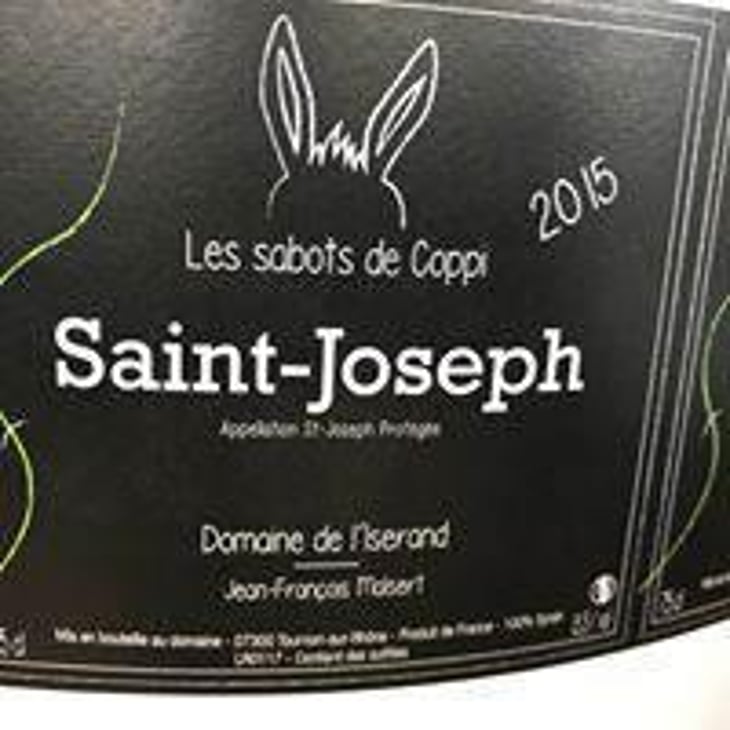 2015
Les sabots de Coppi
Saint-Joseph
Appellation St-Joseph Protégée
Domaine de l'Iserand
Jean-François Malsert
Mis en bouteille au domaine - 07300 Tournon-sur-Rhône - Produit de France - 100% Syrah
Contient des sulfites